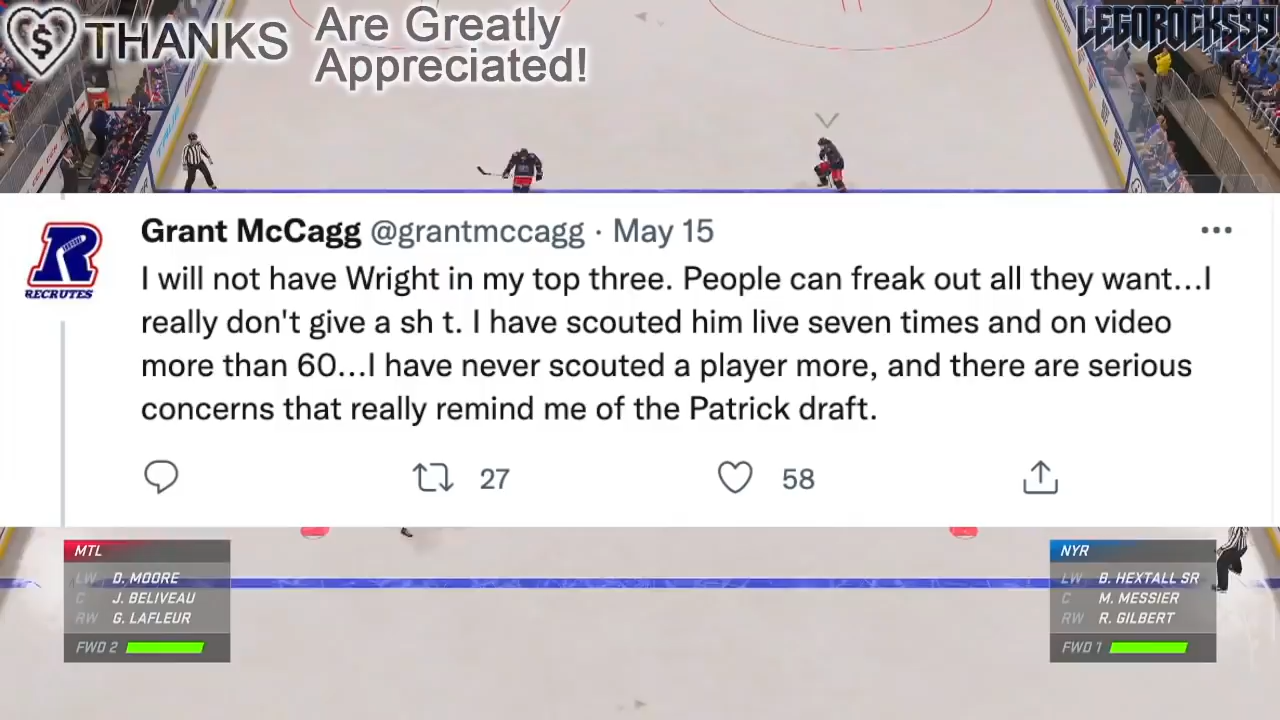 THANKS
Are Greatly
Appreciated!
LEGOROCKS99
Grant McCagg @grantmccagg · May 15
I will not have Wright in my top three. People can freak out all they want...I
really don't give a sh t. I have scouted him live seven times and on video
more than 60...I have never scouted a player more, and there are serious
concerns that really remind me of the Patrick draft.
RECRUTES
27
58
MTL
LW D. MOORE
C J. BELIVEAU
RW G. LAFLEUR
FWD 2
NYR
LW B. HEXTALL SR
C M. MESSIER
RW R. GILBERT
FWD 1